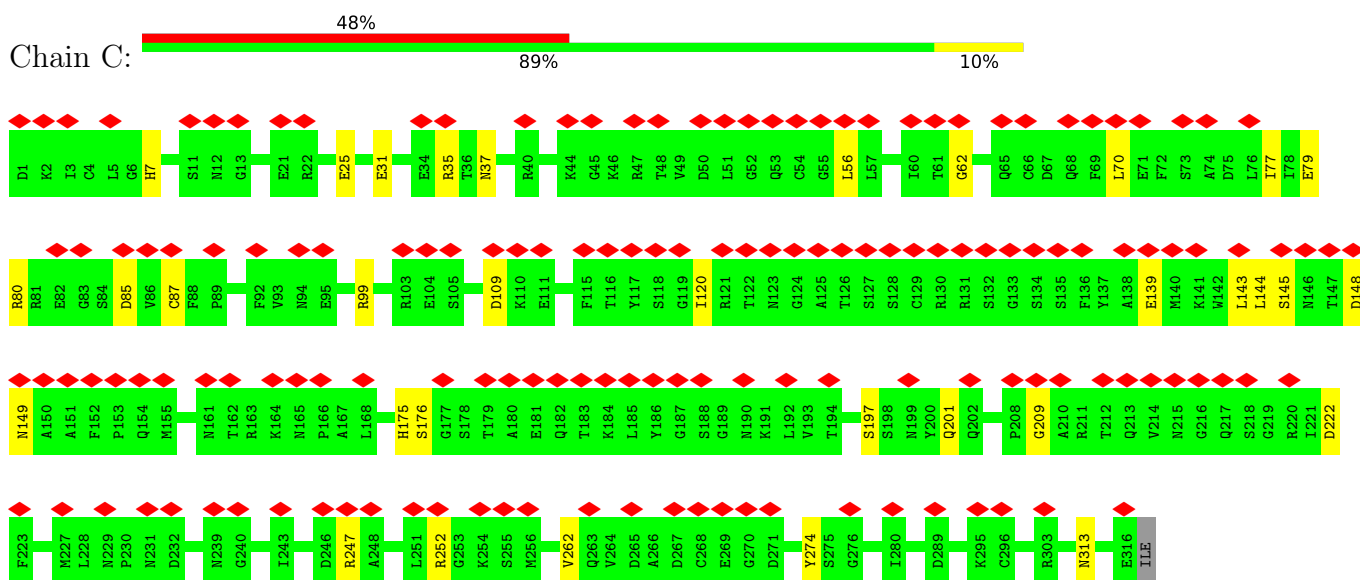 48%
Chain C:
89%
10%
D1 K2 I3 C4 L5 G6 H7 S11 N12 G13 E21 R22 E25 E31 E34 R35 T36 N37 R40 K44 G45 K46 R47 T48 V49 D50 L51 G52 Q53 C54 G55 L56 L57 I60 T61 G62 Q65 C66 D67 Q68 F69 L70 E71 F72 S73 A74 D75 L76 I77 I78 E79
R80 R81 E82 G83 S84 D85 V86 C87 F88 P89 F92 V93 N94 E95 R99 R103 E104 S105 D109 K110 E111 F115 T116 Y117 S118 G119 I120 R121 T122 N123 G124 A125 T126 S127 S128 C129 R130 R131 S132 G133 S134 S135 F136 Y137 A138 E139 M140 K141 W142 L143 L144 S145 N146 T147 D148
N149 A150 A151 F152 P153 Q154 M155 N161 T162 R163 K164 N165 P166 A167 L168 H175 S176 G177 S178 T179 A180 E181 Q182 T183 K184 L185 Y186 G187 S188 G189 N190 K191 L192 V193 T194 S197 S198 N199 Y200 Q201 Q202 P208 G209 A210 R211 T212 Q213 V214 N215 G216 Q217 S218 G219 R220 I221 D222
F223 M227 L228 N229 P230 N231 D232 N239 G240 I243 D246 R247 A248 L251 R252 G253 K254 S255 M256 V262 Q263 V264 D265 A266 D267 C268 E269 G270 D271 Y274 S275 G276 I280 D289 K295 C296 R303 N313 E316 ILE